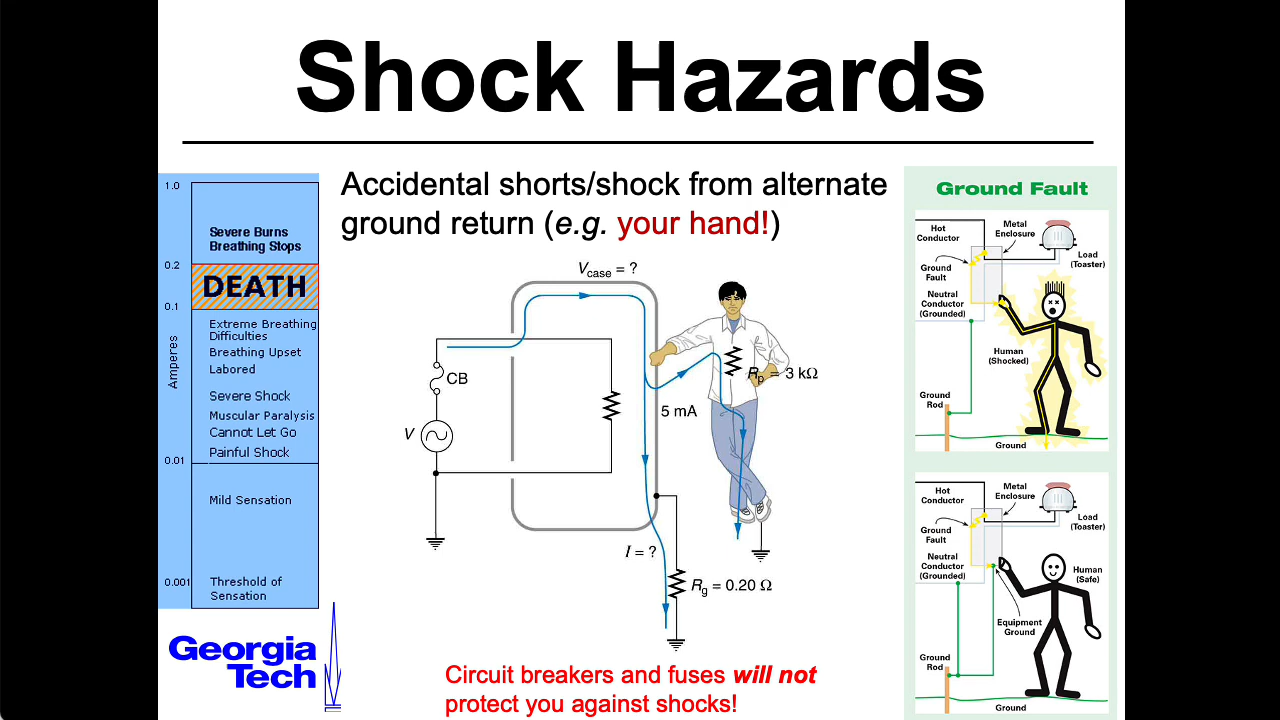 Shock Hazards
1.0
Severe Burns
Breathing Stops
0.2
DEATH
0.1
Extreme Breathing
Difficulties
Breathing Upset
Labored
Severe Shock
Muscular Paralysis
Cannot Let Go
Painful Shock
0.01
Mild Sensation
0.001
Threshold of
Sensation
Amperes
Georgia
Tech
Accidental shorts/shock from alternate
ground return (e.g. your hand!)
Vcase = ?
CB
V
Rp = 3 kΩ
5 mA
I = ?
Rg = 0.20 Ω
Circuit breakers and fuses will not
protect you against shocks!
Ground Fault
Hot
Conductor
Metal
Enclosure
Load
(Toaster)
Ground
Fault
Neutral
Conductor
(Grounded)
Human
(Shocked)
Ground
Rod
Ground
Hot
Conductor
Metal
Enclosure
Load
(Toaster)
Ground
Fault
Neutral
Conductor
(Grounded)
Human
(Safe)
Equipment
Ground
Ground
Rod
Ground